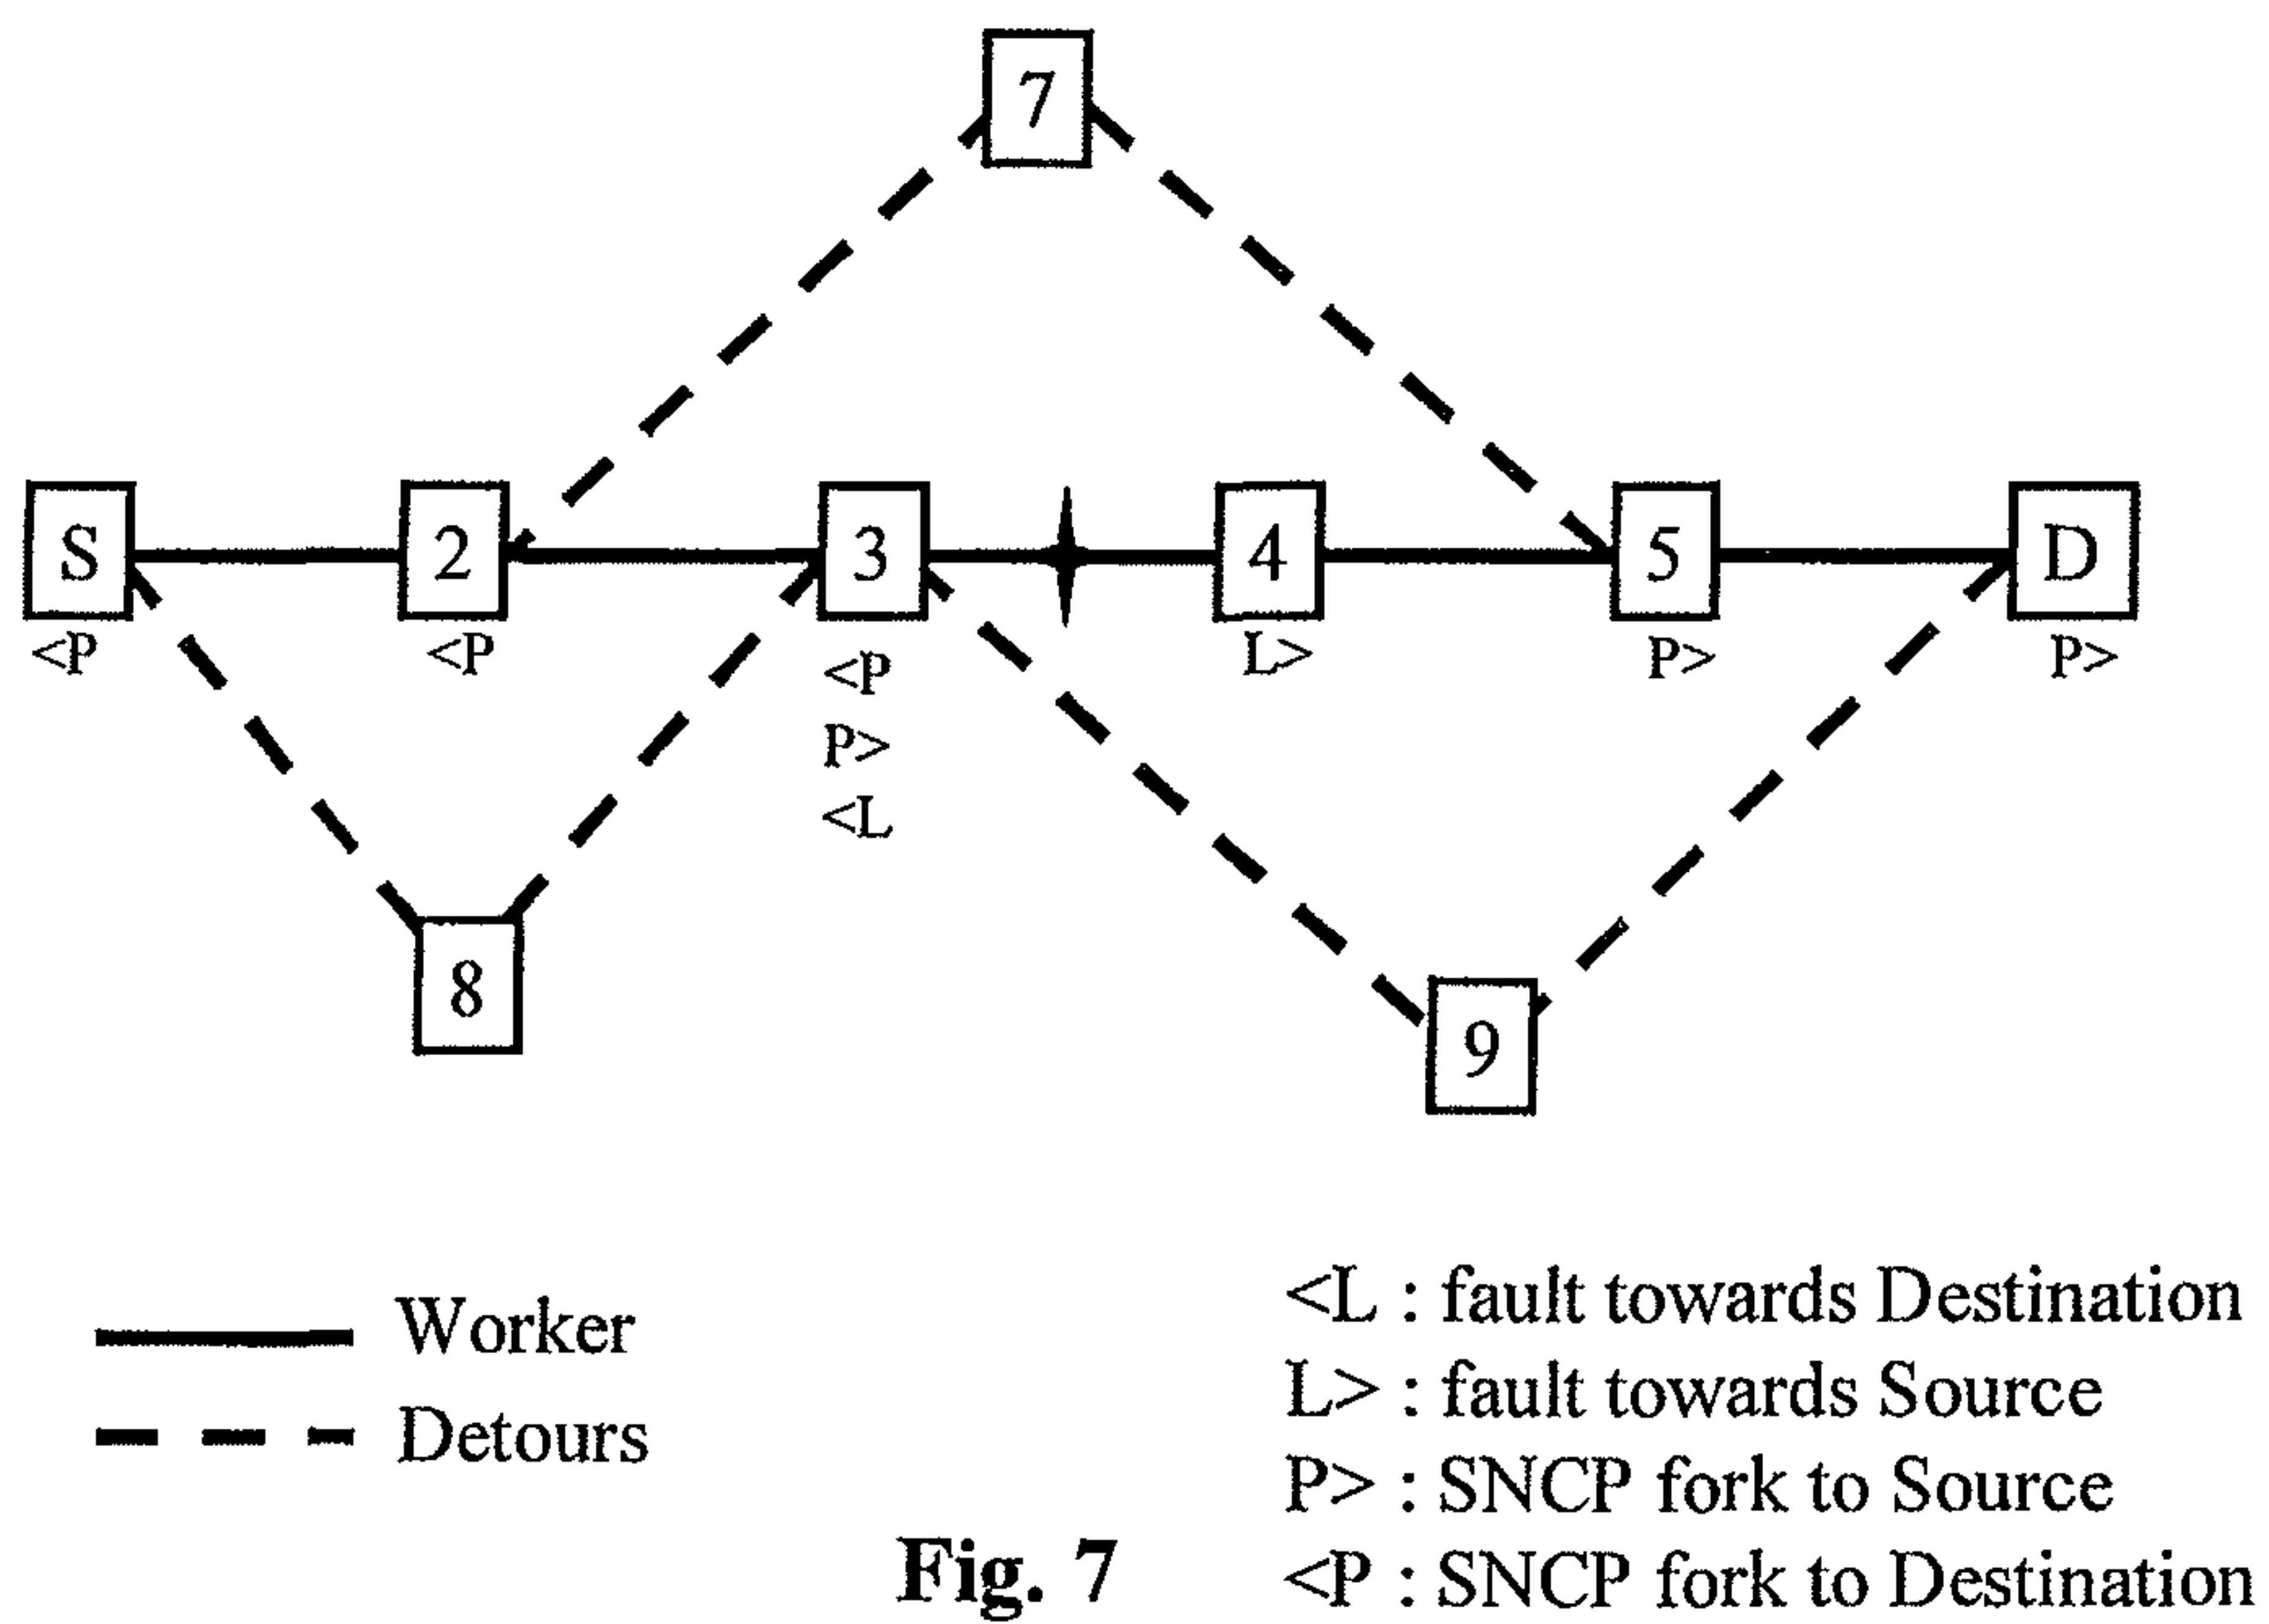 7
S
2
3
4
5
D
<P
<P
<P
P>
<L
L>
P>
P>
8
9
Worker
Detours
<L : fault towards Destination
L> : fault towards Source
P> : SNCP fork to Source
<P : SNCP fork to Destination
Fig. 7